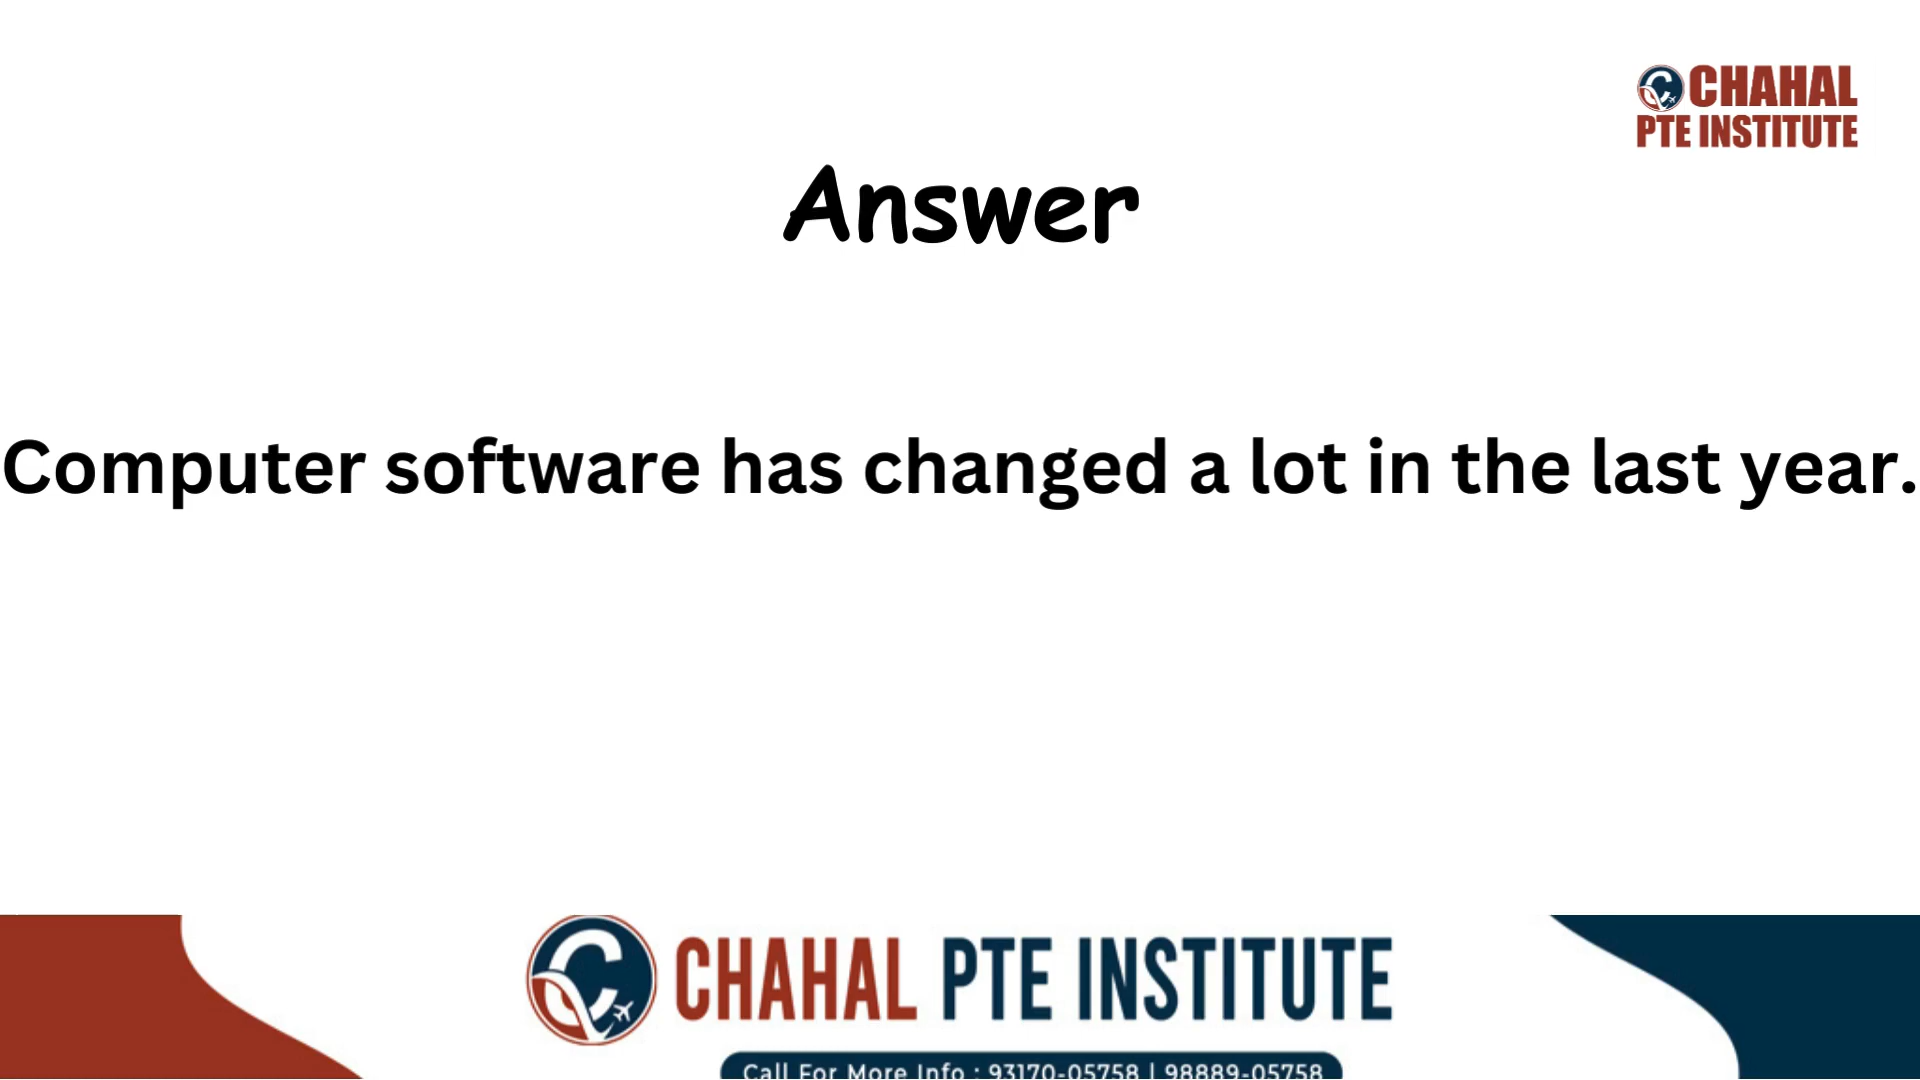 CHAHAL
PTE INSTITUTE
Answer
Computer software has changed a lot in the last year.
CHAHAL PTE INSTITUTE
Call For More Info : 93170-05758 | 98889-05758